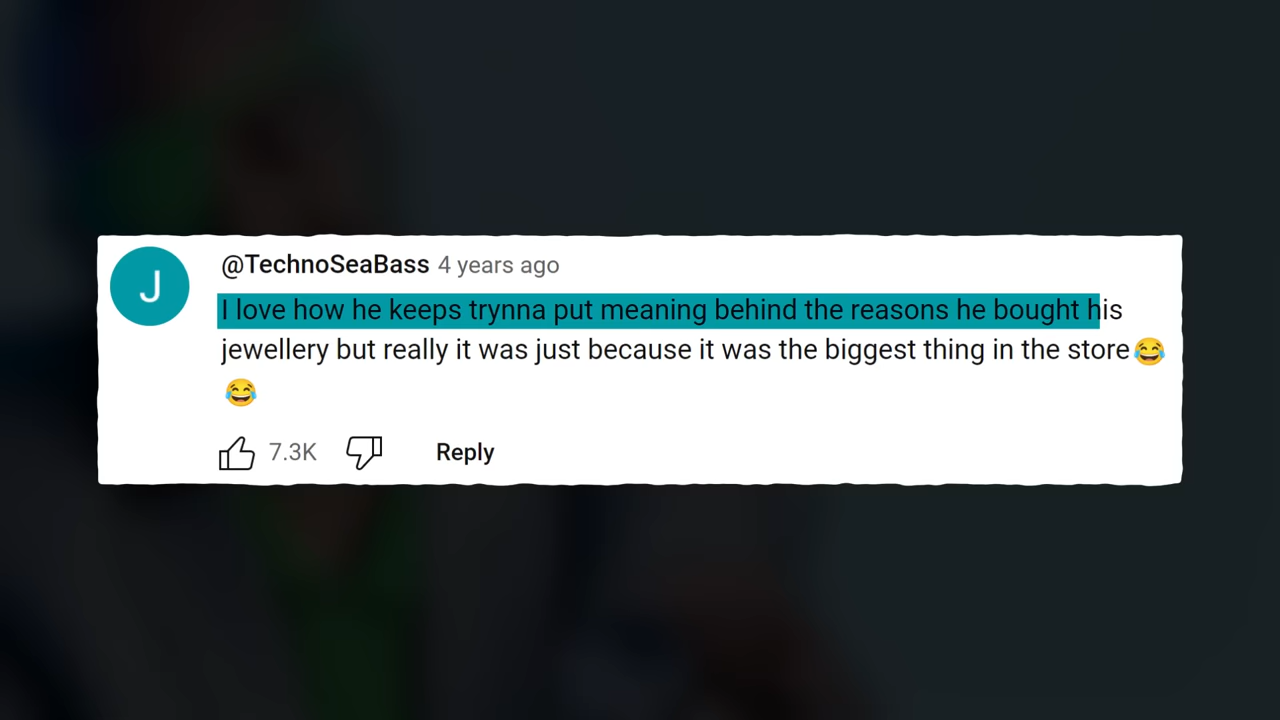 J
@TechnoSeaBass 4 years ago
I love how he keeps trynna put meaning behind the reasons he bought his
jewellery but really it was just because it was the biggest thing in the store😂
😂
7.3K Reply